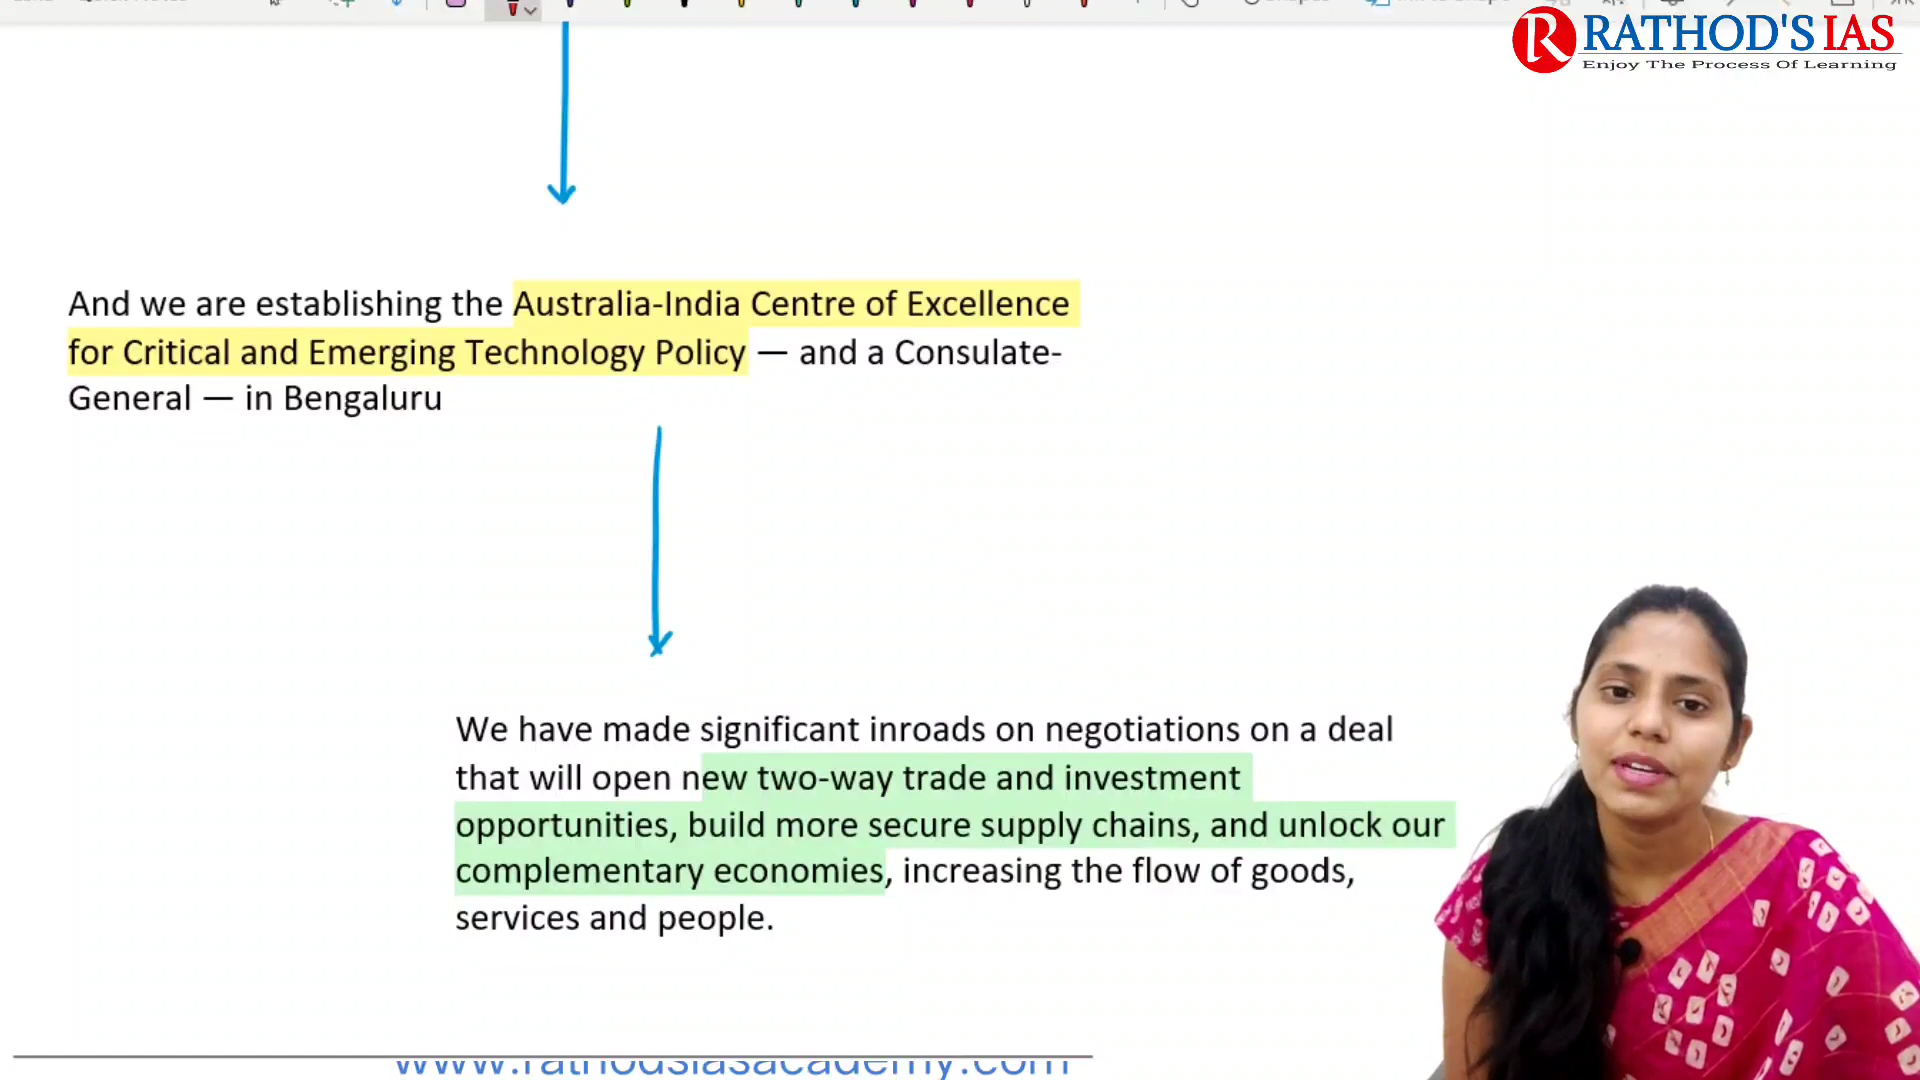 RATHOD'S IAS
Enjoy The Process Of Learning
And we are establishing the Australia-India Centre of Excellence
for Critical and Emerging Technology Policy — and a Consulate-
General — in Bengaluru
We have made significant inroads on negotiations on a deal
that will open new two-way trade and investment
opportunities, build more secure supply chains, and unlock our
complementary economies, increasing the flow of goods,
services and people.
www.rathodsiasacademy.com